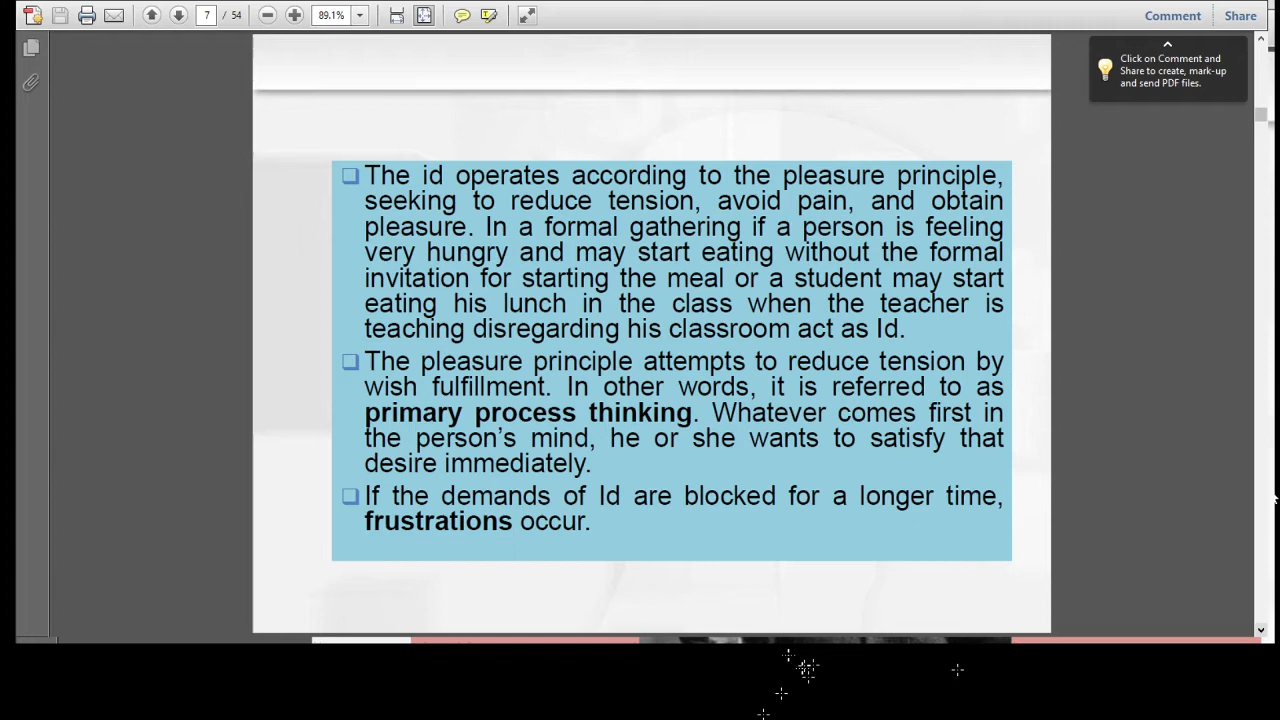 7 / 54
89.1%
Comment
Share
Click on Comment and
Share to create, mark-up
and send PDF files.
The id operates according to the pleasure principle,
seeking to reduce tension, avoid pain, and obtain
pleasure. In a formal gathering if a person is feeling
very hungry and may start eating without the formal
invitation for starting the meal or a student may start
eating his lunch in the class when the teacher is
teaching disregarding his classroom act as Id.
The pleasure principle attempts to reduce tension by
wish fulfillment. In other words, it is referred to as
primary process thinking. Whatever comes first in
the person's mind, he or she wants to satisfy that
desire immediately.
If the demands of Id are blocked for a longer time,
frustrations occur.